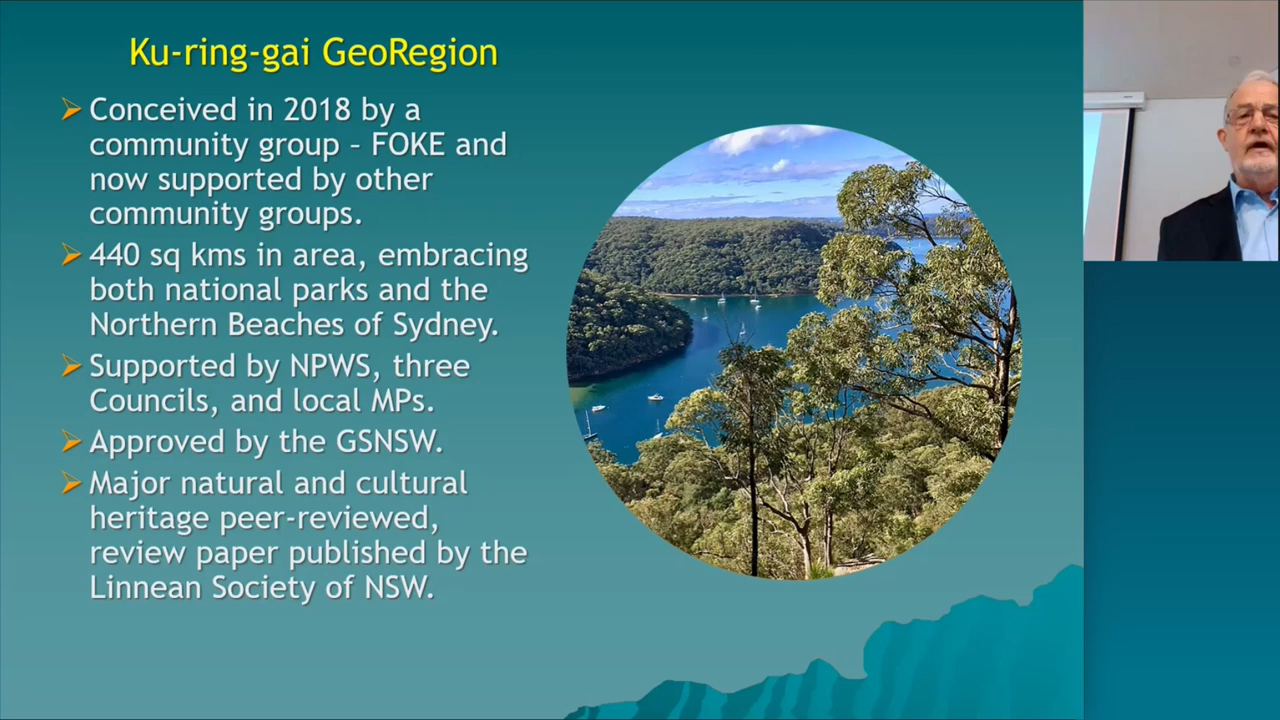 Ku-ring-gai GeoRegion
Conceived in 2018 by a
community group – FOKE and
now supported by other
community groups.
440 sq kms in area, embracing
both national parks and the
Northern Beaches of Sydney.
Supported by NPWS, three
Councils, and local MPs.
Approved by the GSNSW.
Major natural and cultural
heritage peer-reviewed,
review paper published by the
Linnean Society of NSW.